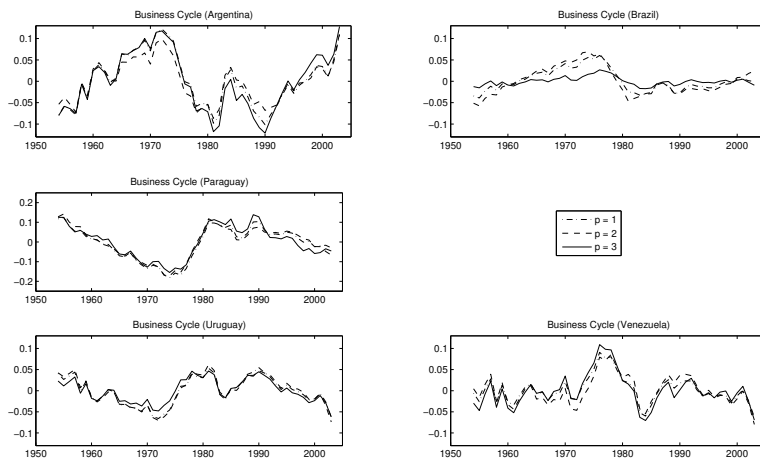 Business Cycle (Argentina)
0.1
0.05
0
−0.05
−0.1
1950 1960 1970 1980 1990 2000
Business Cycle (Brazil)
0.1
0.05
0
−0.05
−0.1
1950 1960 1970 1980 1990 2000
Business Cycle (Paraguay)
0.2
0.1
0
−0.1
−0.2
1950 1960 1970 1980 1990 2000
p = 1
p = 2
p = 3
Business Cycle (Uruguay)
0.1
0.05
0
−0.05
−0.1
1950 1960 1970 1980 1990 2000
Business Cycle (Venezuela)
0.1
0.05
0
−0.05
−0.1
1950 1960 1970 1980 1990 2000